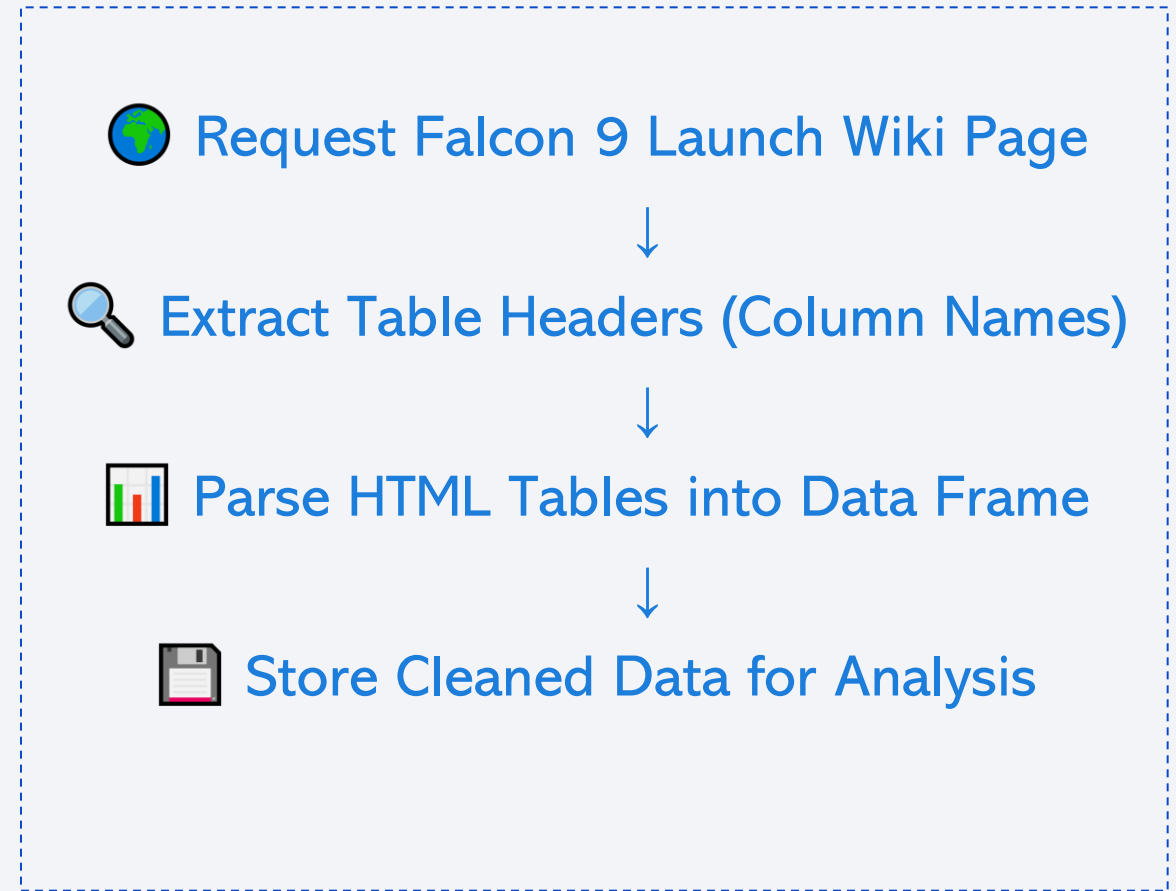 🌍 Request Falcon 9 Launch Wiki Page
↓
🔍 Extract Table Headers (Column Names)
↓
📊 Parse HTML Tables into Data Frame
↓
💾 Store Cleaned Data for Analysis